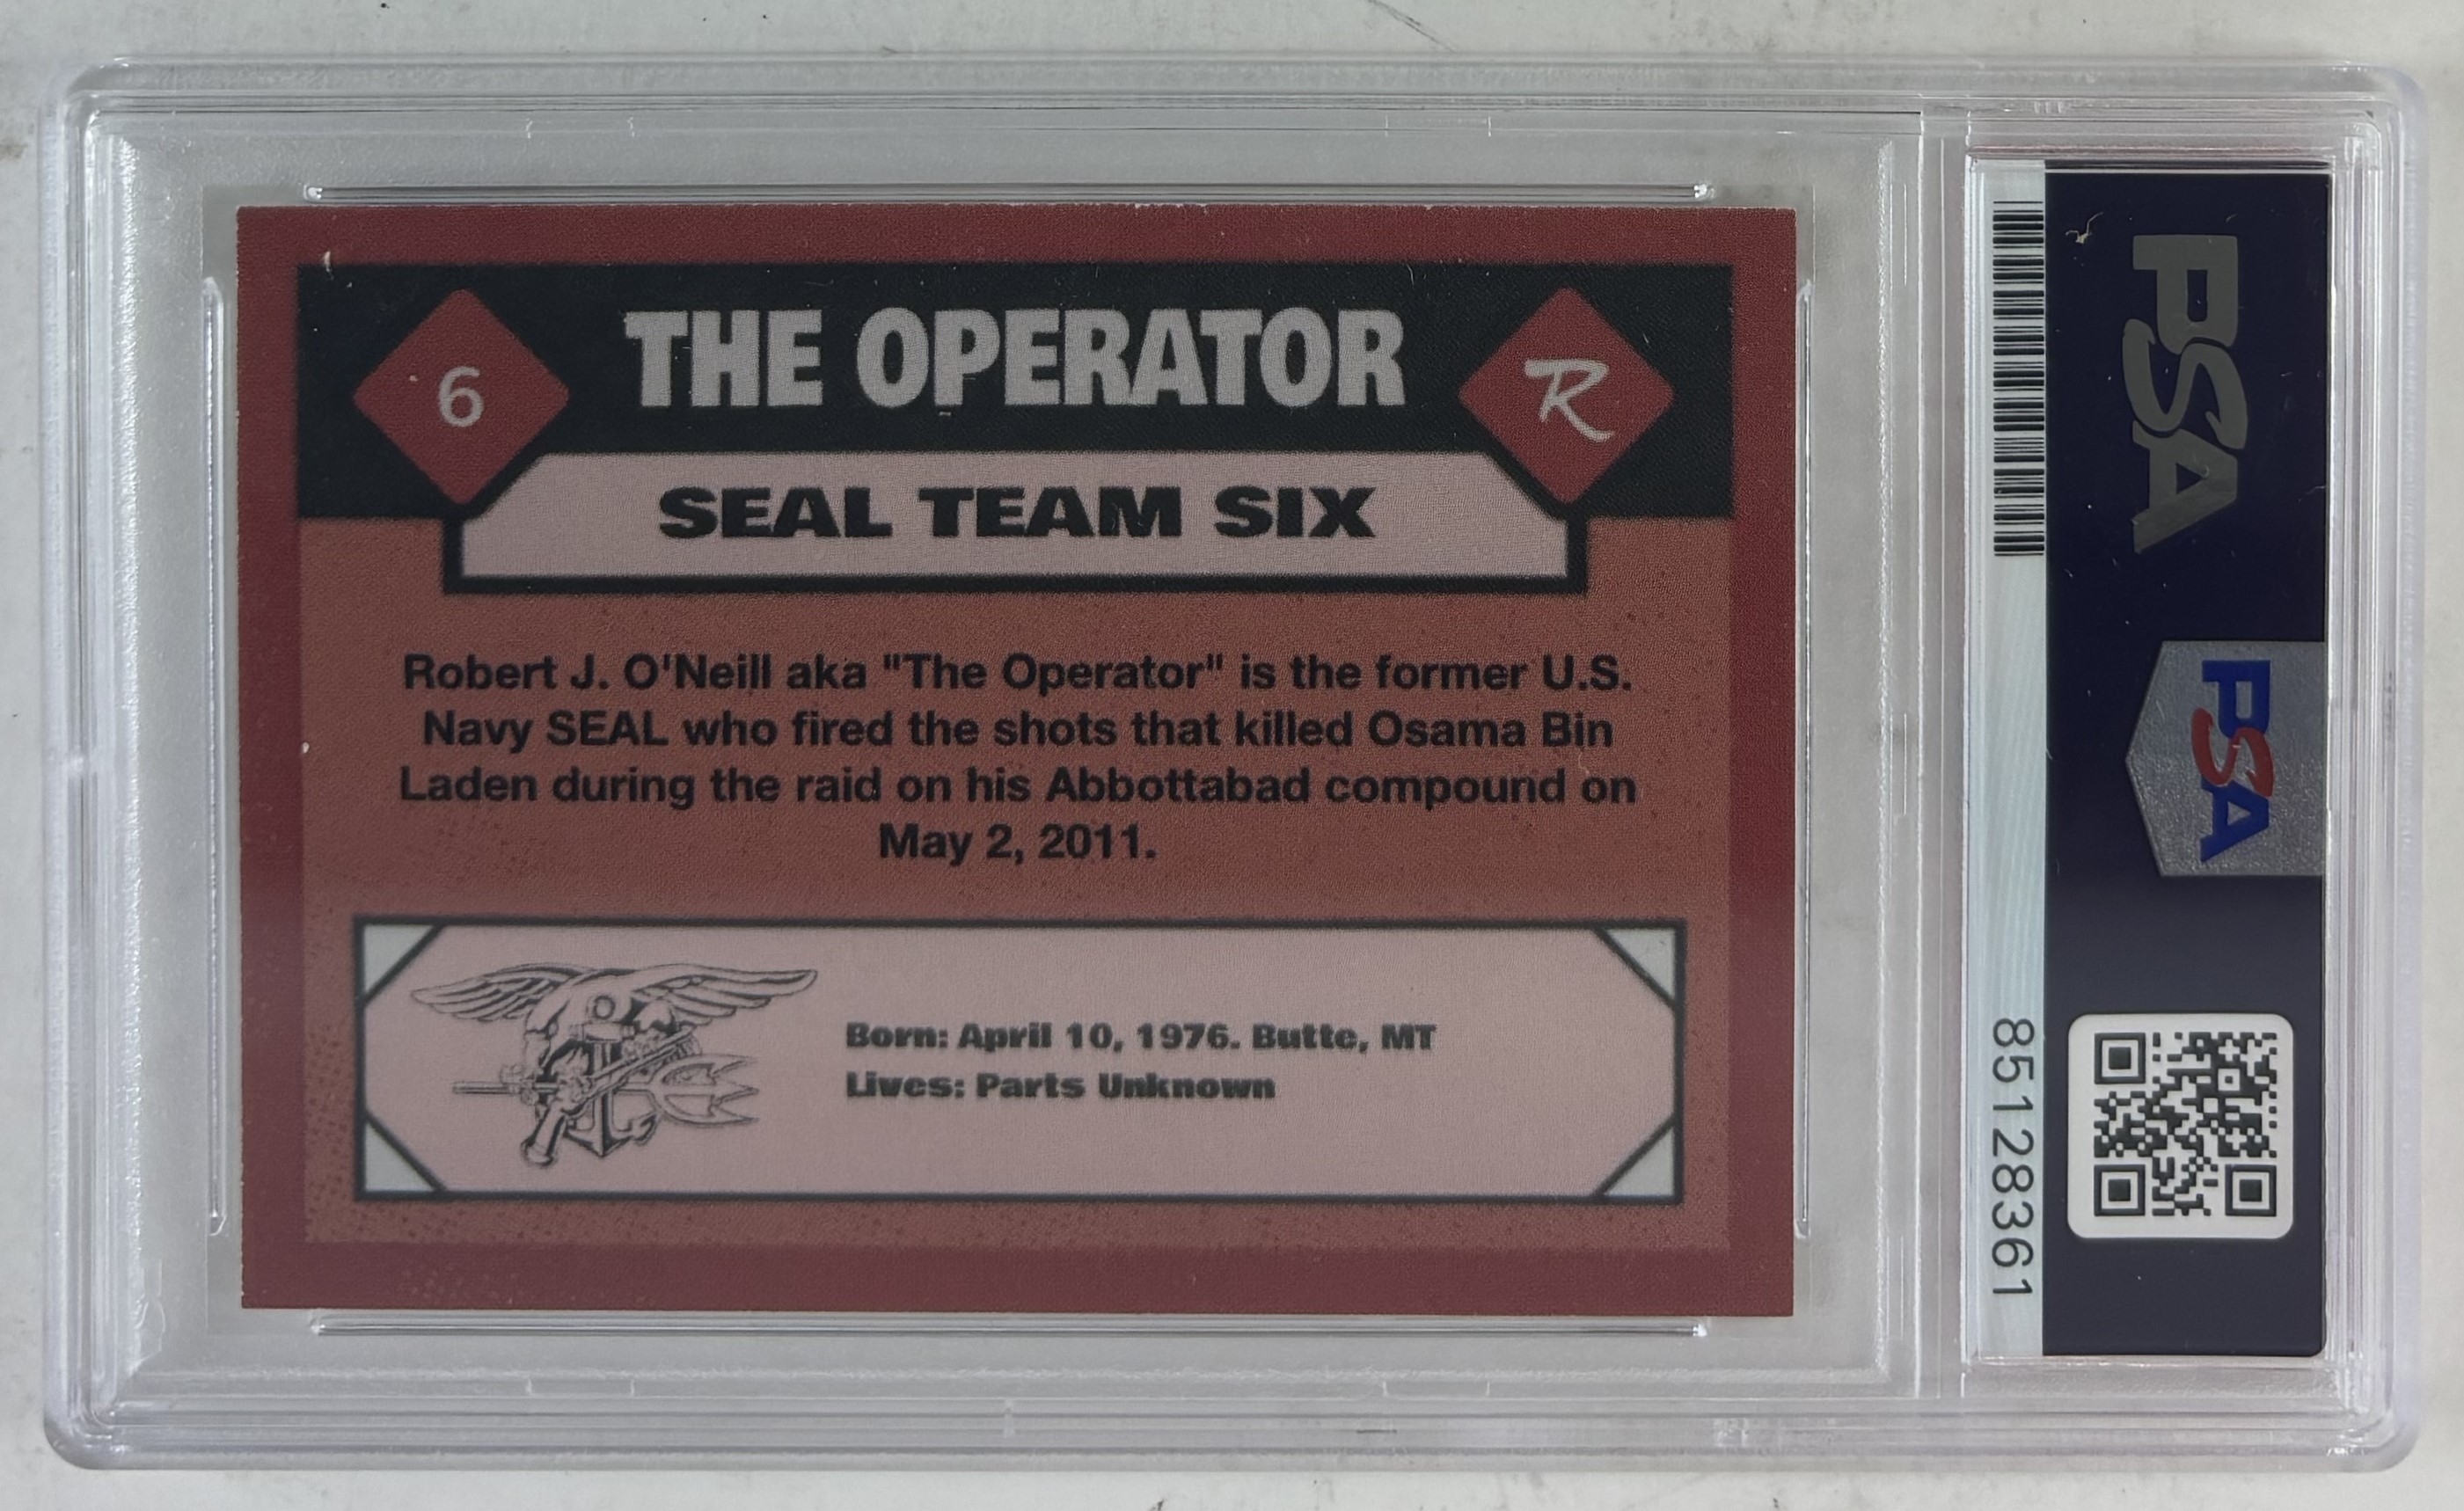 6
THE OPERATOR
R
SEAL TEAM SIX
Robert J. O'Neill aka "The Operator" is the former U.S.
Navy SEAL who fired the shots that killed Osama Bin
Laden during the raid on his Abbottabad compound on
May 2, 2011.
Born: April 10, 1976. Butte, MT
Lives: Parts Unknown
PSA
PSA
85128361